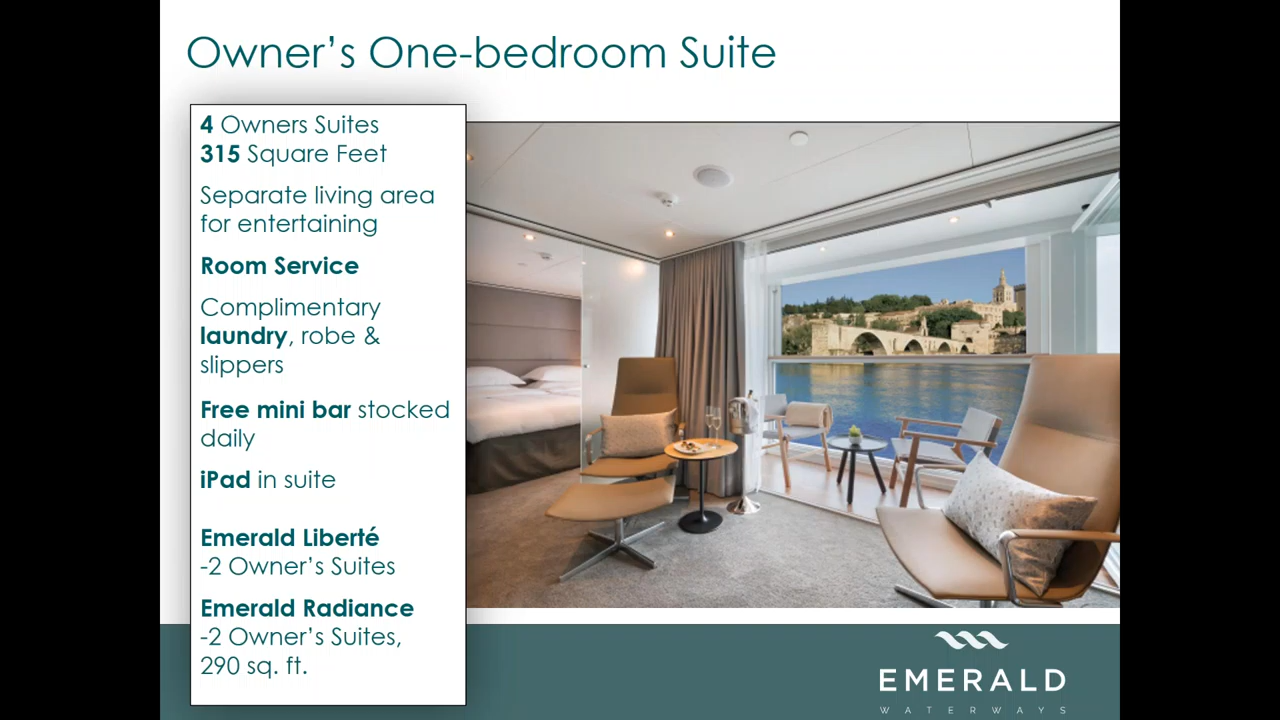 Owner’s One-bedroom Suite
4 Owners Suites
315 Square Feet
Separate living area
for entertaining
Room Service
Complimentary
laundry, robe &
slippers
Free mini bar stocked
daily
iPad in suite
Emerald Liberté
-2 Owner’s Suites
Emerald Radiance
-2 Owner’s Suites,
290 sq. ft.
EMERALD
WATERWAYS